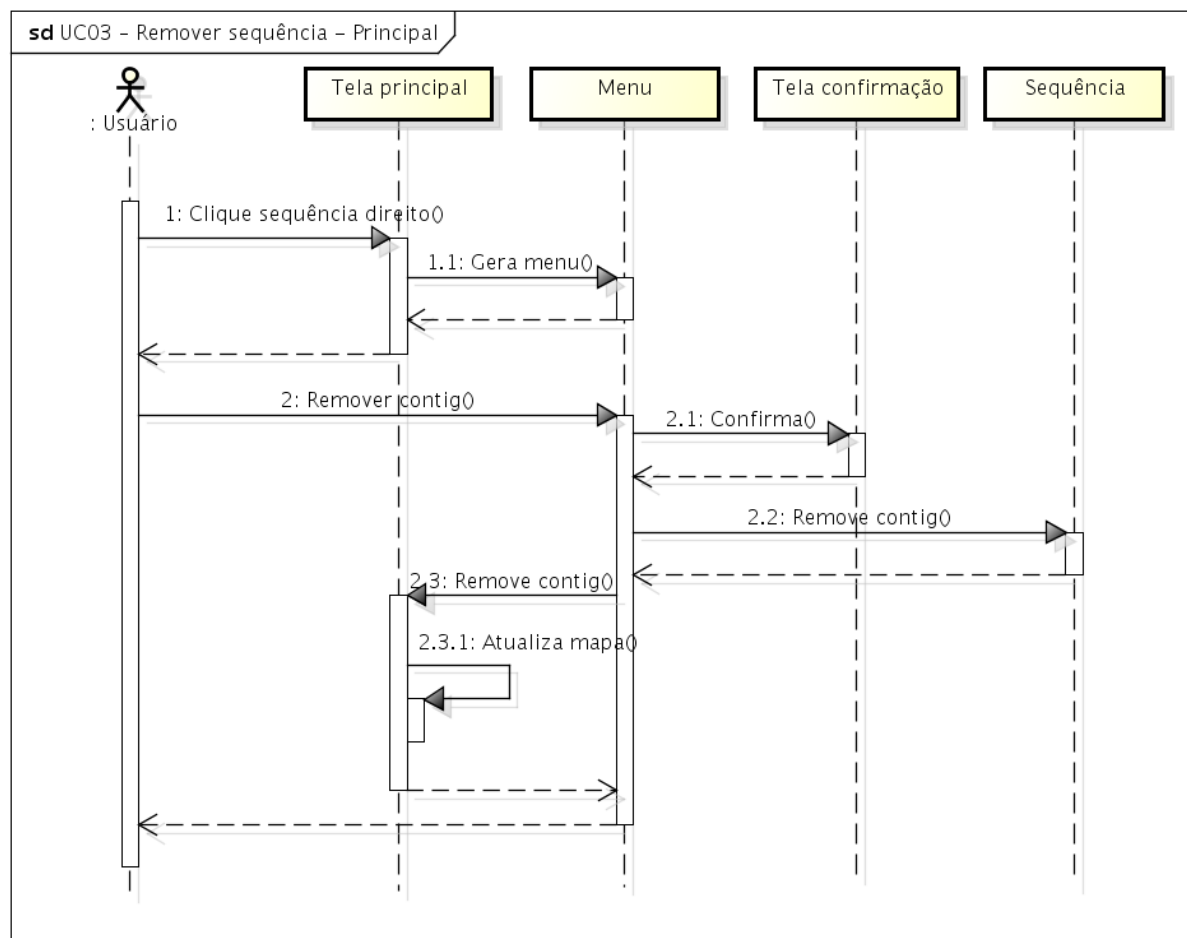 sd UC03 - Remover sequência - Principal
: Usuário
Tela principal
Menu
Tela confirmação
Sequência
1: Clique sequência direito()
1.1: Gera menu()
2: Remover contig()
2.1: Confirma()
2.2: Remove contig()
2.3: Remove contig()
2.3.1: Atualiza mapa()